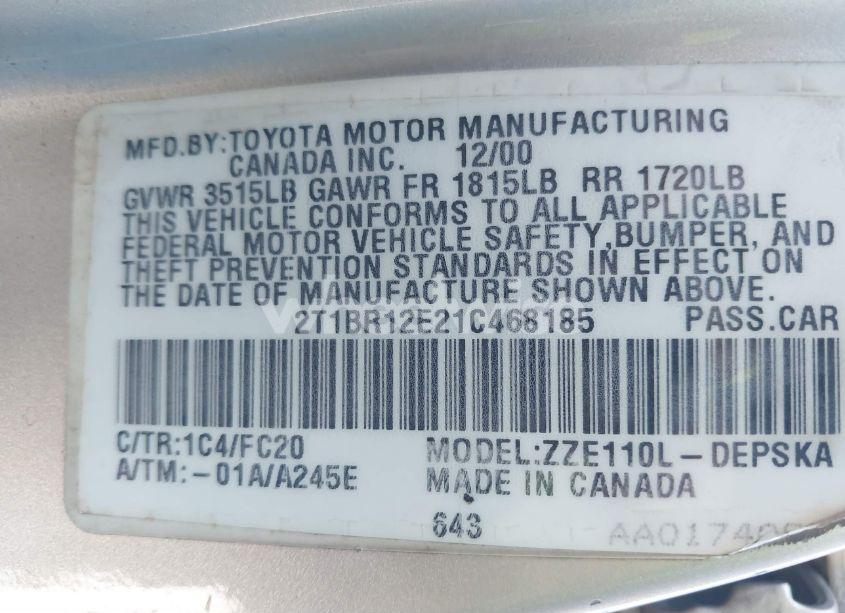 MFD.BY:TOYOTA MOTOR MANUFACTURING
CANADA INC. 12/00
GVWR 3515LB GAWR FR 1815LB RR 1720LB
THIS VEHICLE CONFORMS TO ALL APPLICABLE
FEDERAL MOTOR VEHICLE SAFETY,BUMPER, AND
THEFT PREVENTION STANDARDS IN EFFECT ON
THE DATE OF MANUFACTURE SHOWN ABOVE.
2T1BR12E21C468185 PASS.CAR
C/TR:1C4/FC20 MODEL:ZZE110L-DEPSKA
A/TM:-01A/A245E MADE IN CANADA
643